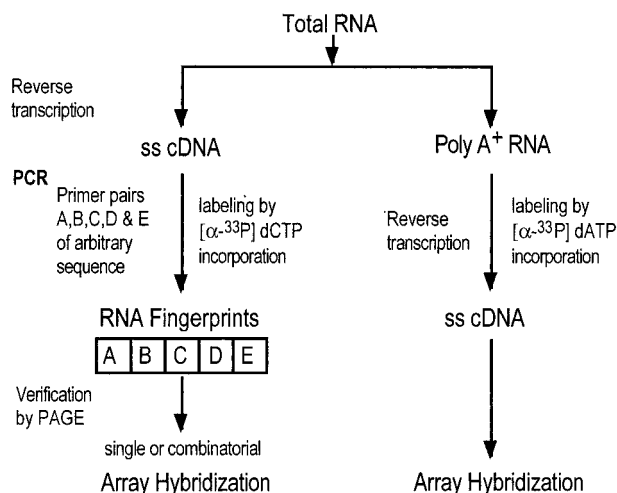 Total RNA
Reverse
transcription
ss cDNA
Poly A+ RNA
PCR
Primer pairs
A,B,C,D & E
of arbitrary
sequence
labeling by
[α-³³P] dCTP
incorporation
Reverse
transcription
labeling by
[α-³³P] dATP
incorporation
RNA Fingerprints
A B C D E
ss cDNA
Verification
by PAGE
single or combinatorial
Array Hybridization
Array Hybridization